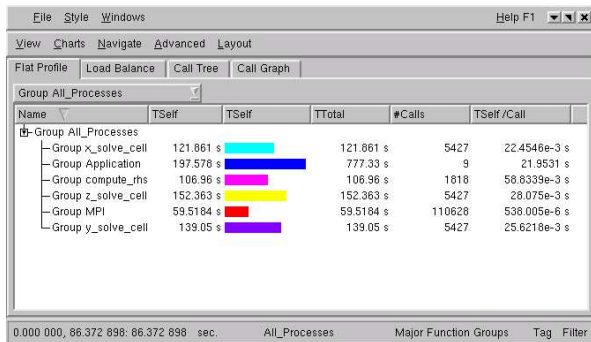 File Style Windows Help F1
View Charts Navigate Advanced Layout
Flat Profile Load Balance Call Tree Call Graph
Group All_Processes
Name TSelf TSelf TTotal #Calls TSelf /Call
Group All_Processes
Group x_solve_cell 121.861 s 121.861 s 5427 22.4546e-3 s
Group Application 197.578 s 777.33 s 9 21.9531 s
Group compute_rhs 106.96 s 106.96 s 1818 58.8339e-3 s
Group z_solve_cell 152.363 s 152.363 s 5427 28.075e-3 s
Group MPI 59.5184 s 59.5184 s 110628 538.005e-6 s
Group y_solve_cell 139.05 s 139.05 s 5427 25.6218e-3 s
0.000 000, 86.372 898: 86.372 898 sec. All_Processes Major Function Groups Tag Filter